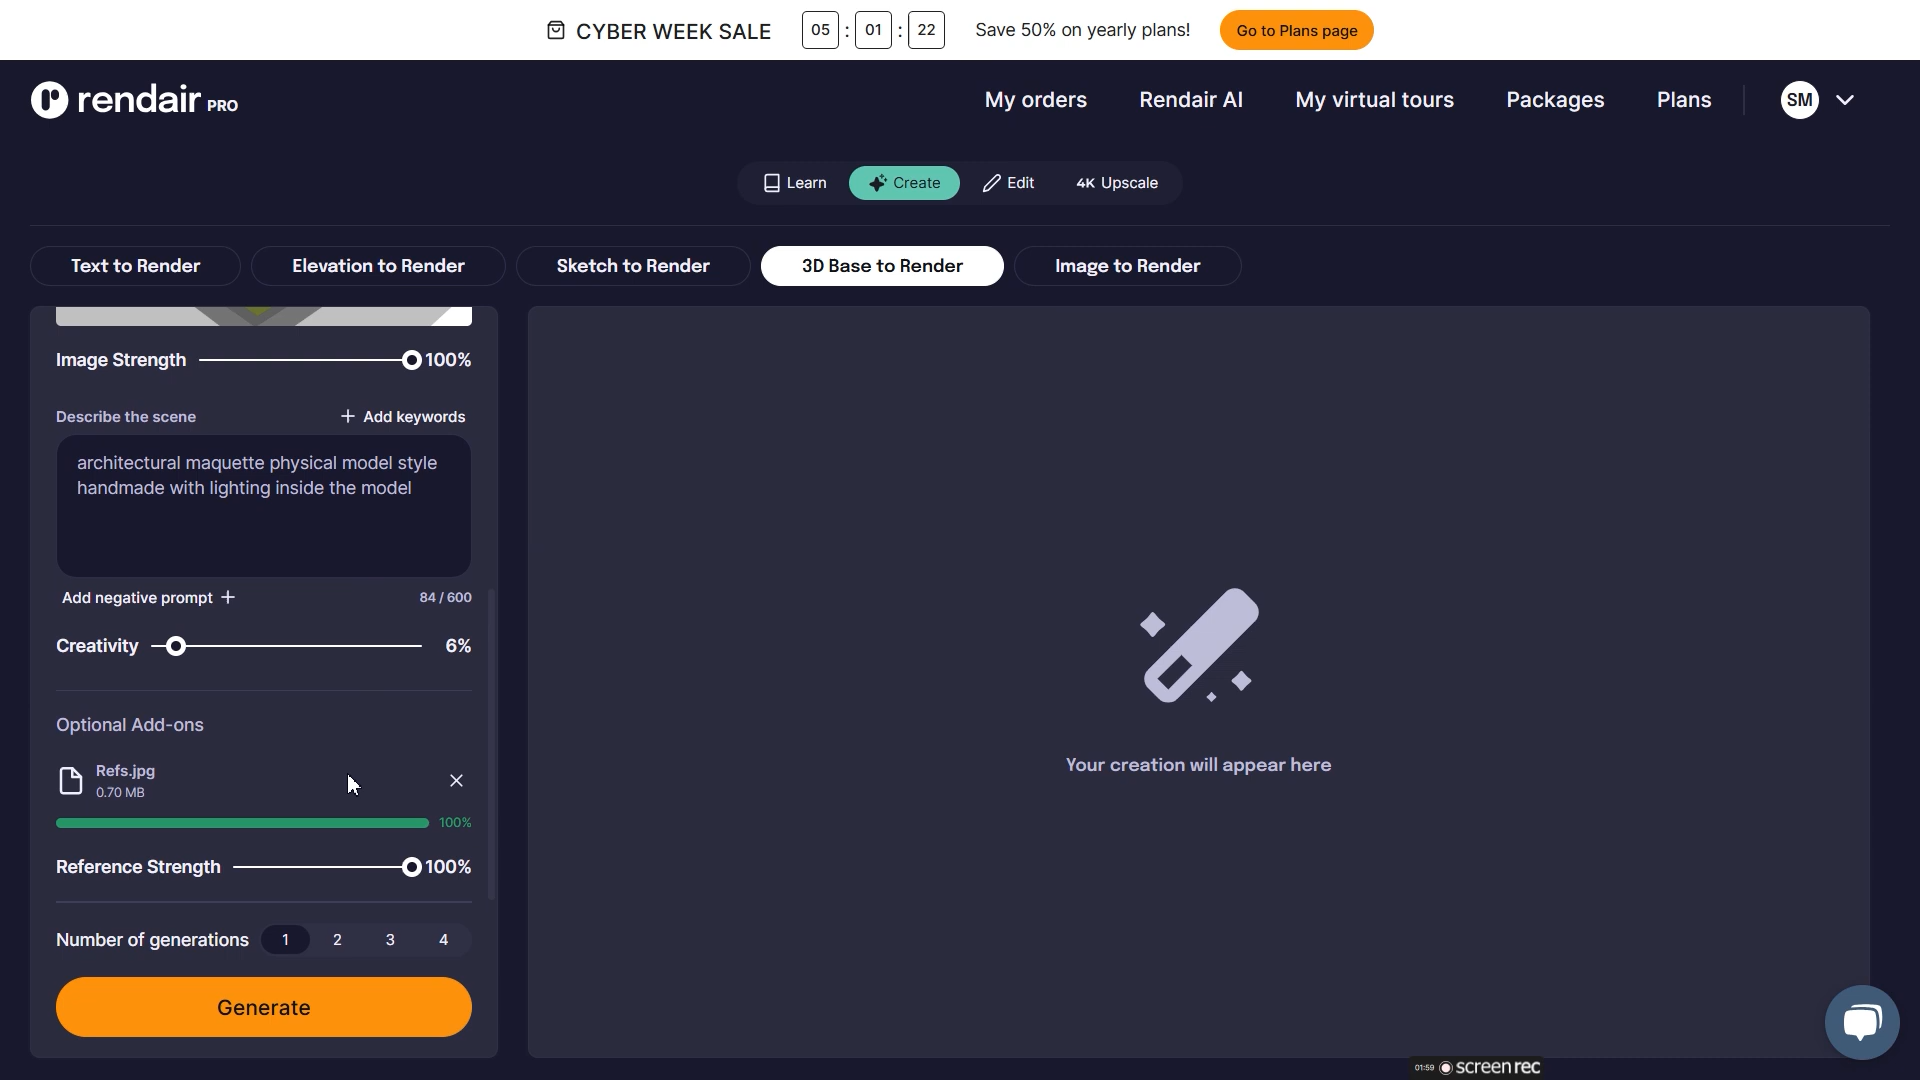 CYBER WEEK SALE 05 : 01 : 22 Save 50% on yearly plans! Go to Plans page
rendair PRO My orders Rendair AI My virtual tours Packages Plans SM
Learn Create Edit 4K Upscale
Text to Render Elevation to Render Sketch to Render 3D Base to Render Image to Render
Image Strength 100%
Describe the scene + Add keywords
architectural maquette physical model style
handmade with lighting inside the model
Add negative prompt + 84 / 600
Creativity 6%
Optional Add-ons
Refs.jpg
0.70 MB
100%
Reference Strength 100%
Number of generations 1 2 3 4
Generate
Your creation will appear here
01:59 screenrec